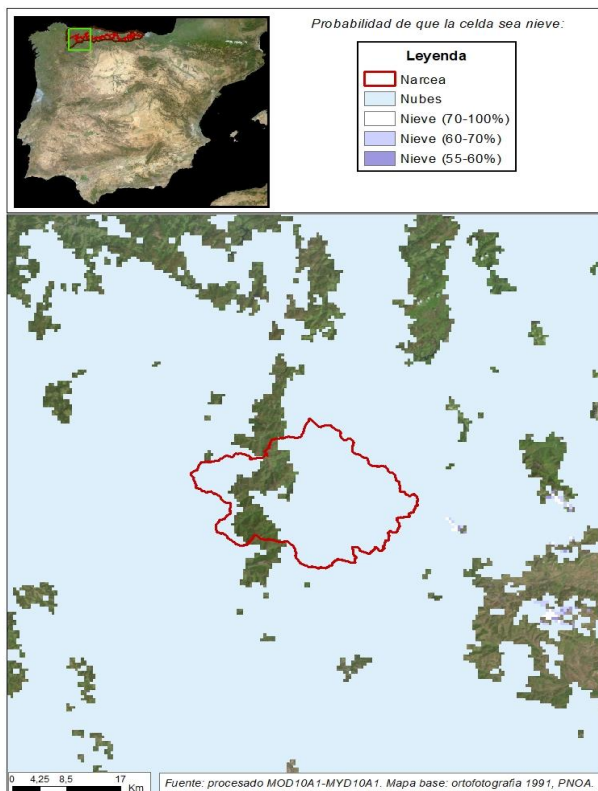 Probabilidad de que la celda sea nieve:
Leyenda
Narcea
Nubes
Nieve (70-100%)
Nieve (60-70%)
Nieve (55-60%)
0 4,25 8,5 17
Km
Fuente: procesado MOD10A1-MYD10A1. Mapa base: ortofotografia 1991, PNOA.